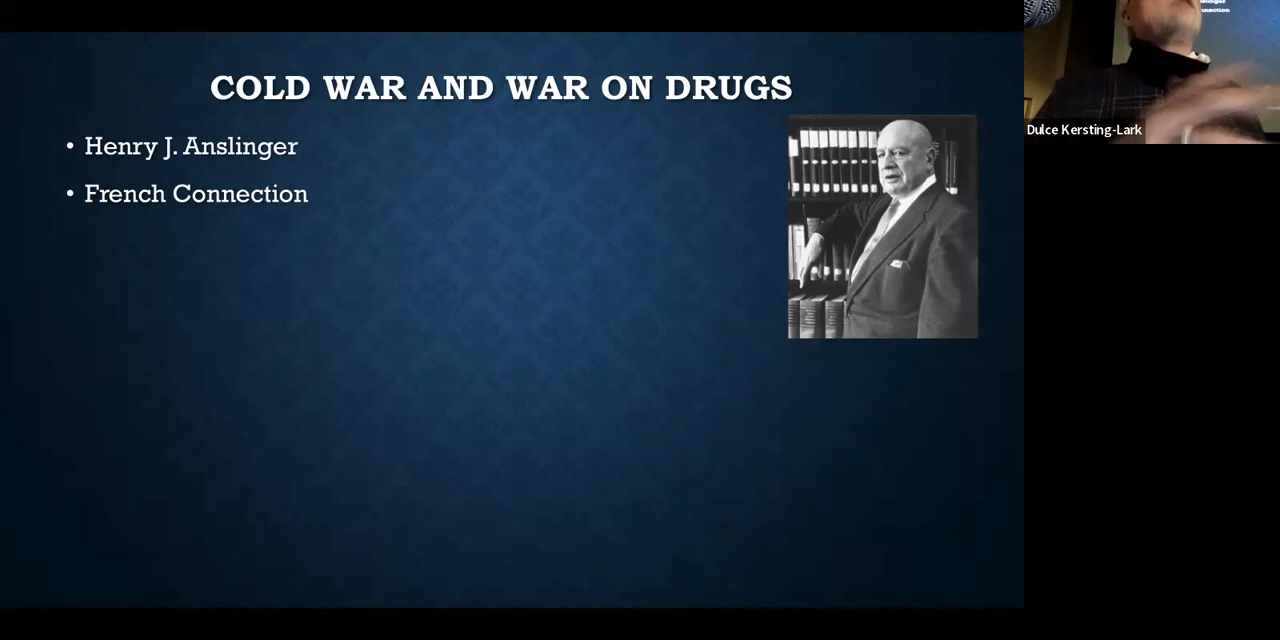 COLD WAR AND WAR ON DRUGS
• Henry J. Anslinger
• French Connection
Dulce Kersting-Lark